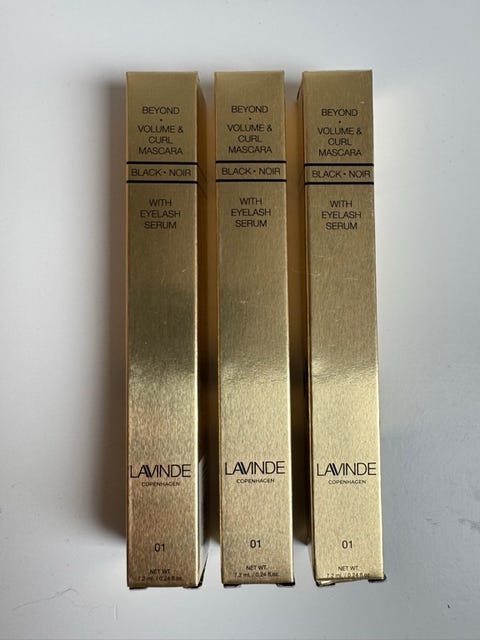 BEYOND
•
VOLUME &
CURL
MASCARA
BLACK • NOIR
WITH
EYELASH
SERUM
LAVINDE
COPENHAGEN
01
NET WT.
7.2 ml. / 0.24 fl.oz.
BEYOND
•
VOLUME &
CURL
MASCARA
BLACK • NOIR
WITH
EYELASH
SERUM
LAVINDE
COPENHAGEN
01
NET WT.
7.2 ml. / 0.24 fl.oz.
BEYOND
•
VOLUME &
CURL
MASCARA
BLACK • NOIR
WITH
EYELASH
SERUM
LAVINDE
COPENHAGEN
01
NET WT.
7.2 ml. / 0.24 fl.oz.